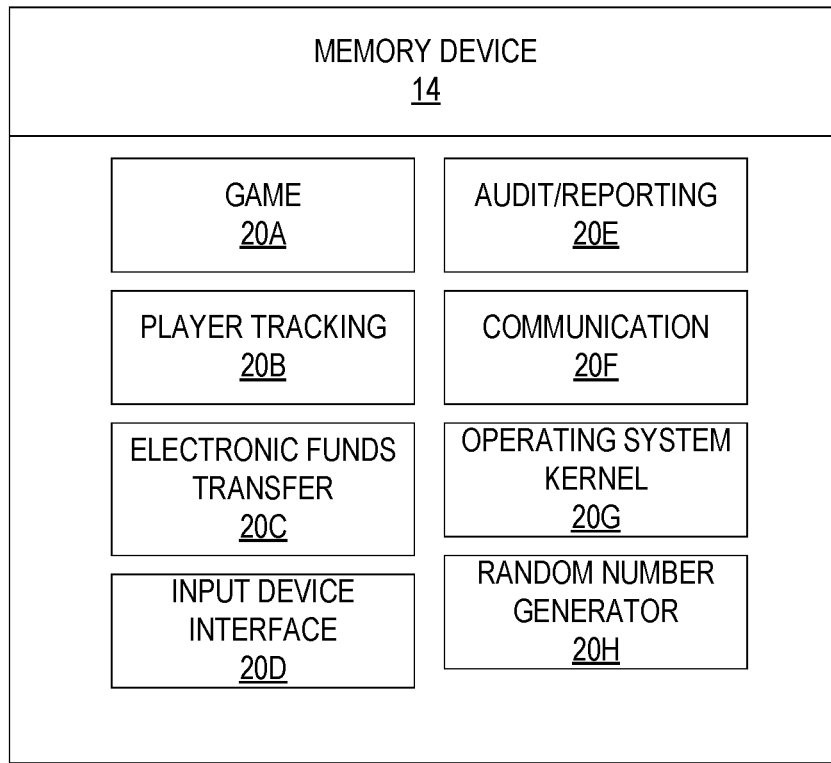 MEMORY DEVICE
14
GAME
20A
PLAYER TRACKING
20B
ELECTRONIC FUNDS
TRANSFER
20C
INPUT DEVICE
INTERFACE
20D
AUDIT/REPORTING
20E
COMMUNICATION
20F
OPERATING SYSTEM
KERNEL
20G
RANDOM NUMBER
GENERATOR
20H